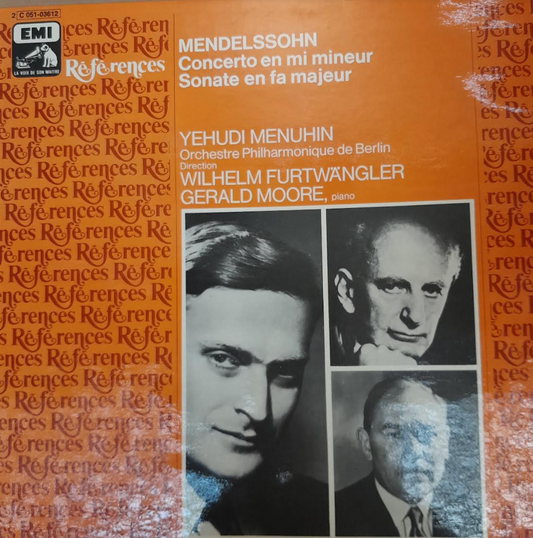 2 C 051-03612
EMI
LA VOIX DE SON MAITRE
Références
MENDELSSOHN
Concerto en mi mineur
Sonate en fa majeur
YEHUDI MENUHIN
Orchestre Philharmonique de Berlin
Direction
WILHELM FURTWÄNGLER
GERALD MOORE, piano